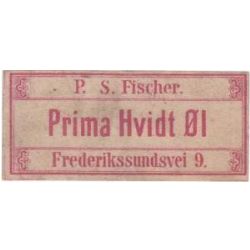 P. S. Fischer.
Prima Hvidt Øl
Frederikssundsvei 9.